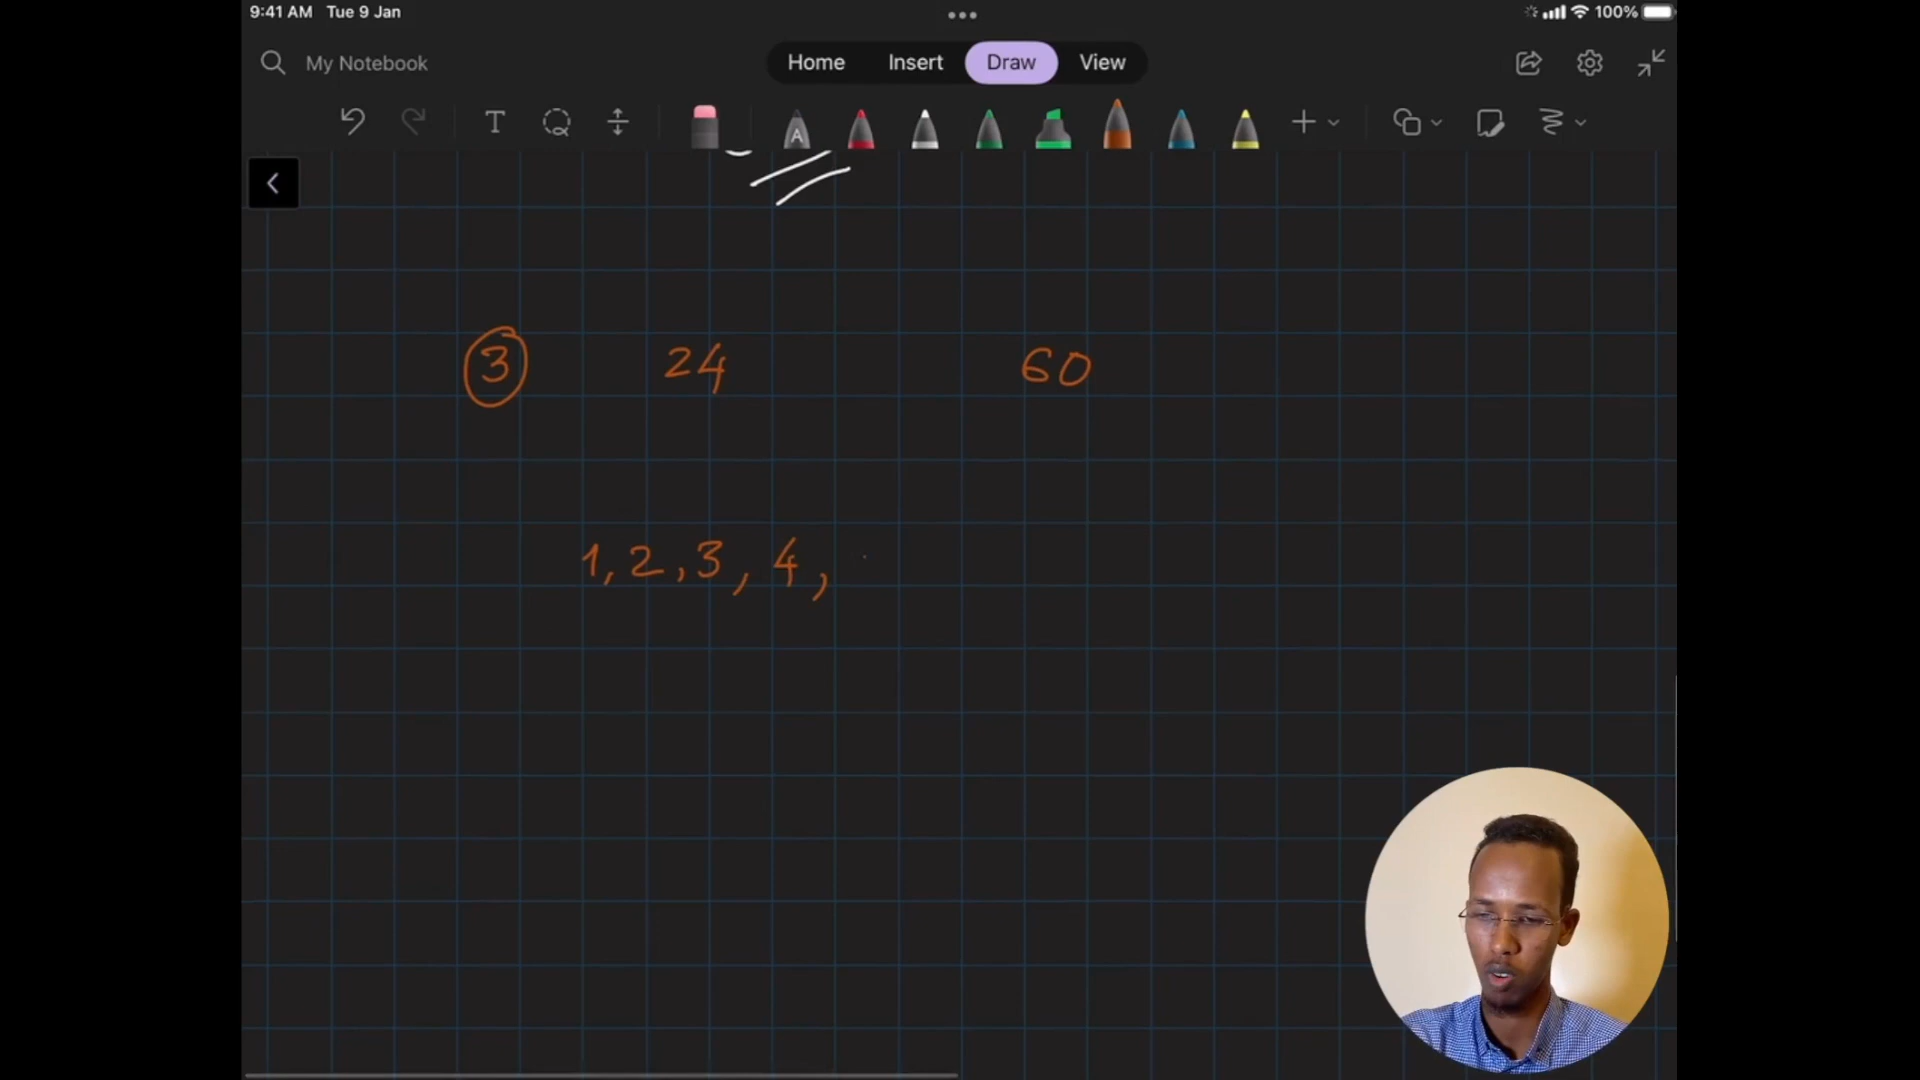 9:41 AM Tue 9 Jan 100%
My Notebook
Home Insert Draw View
T A
3 24 60
1, 2, 3, 4,